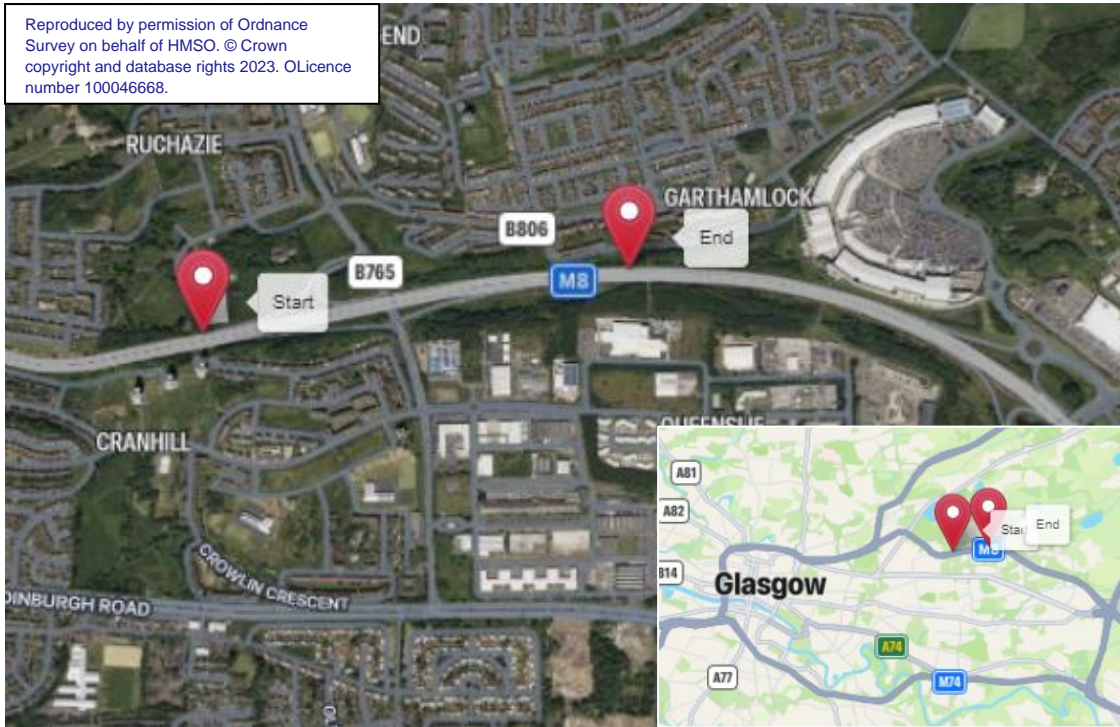 Reproduced by permission of Ordnance
Survey on behalf of HMSO. © Crown
copyright and database rights 2023. OLicence
number 100046668.
END
RUCHAZIE
GARTHAMLOCK
B806
End
B765
M8
Start
CRANHILL
QUEENSLIE
CROWLIN CRESCENT
DINBURGH ROAD
A81
A82
Star
End
M8
B14
Glasgow
A74
A77
M74